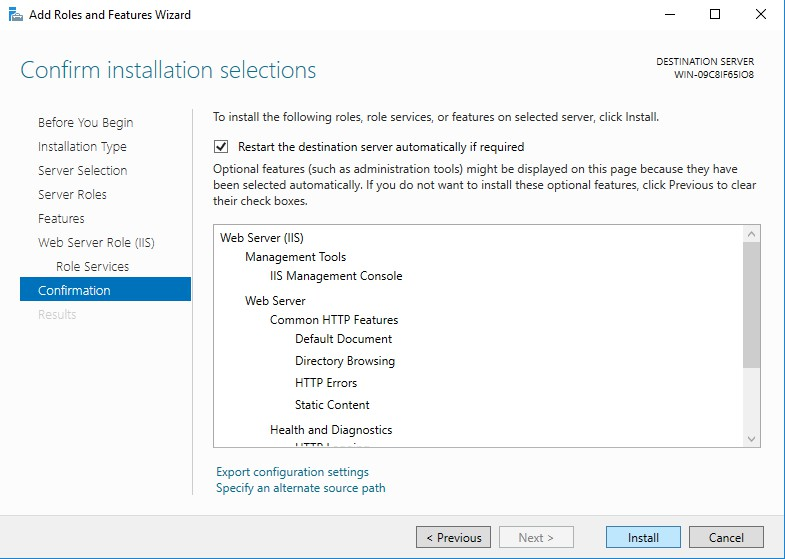 Add Roles and Features Wizard
Confirm installation selections
DESTINATION SERVER
WIN-09C8IF65IO8
Before You Begin
Installation Type
Server Selection
Server Roles
Features
Web Server Role (IIS)
Role Services
Confirmation
Results
To install the following roles, role services, or features on selected server, click Install.
Restart the destination server automatically if required
Optional features (such as administration tools) might be displayed on this page because they have
been selected automatically. If you do not want to install these optional features, click Previous to clear
their check boxes.
Web Server (IIS)
Management Tools
IIS Management Console
Web Server
Common HTTP Features
Default Document
Directory Browsing
HTTP Errors
Static Content
Health and Diagnostics
Export configuration settings
Specify an alternate source path
< Previous
Next >
Install
Cancel